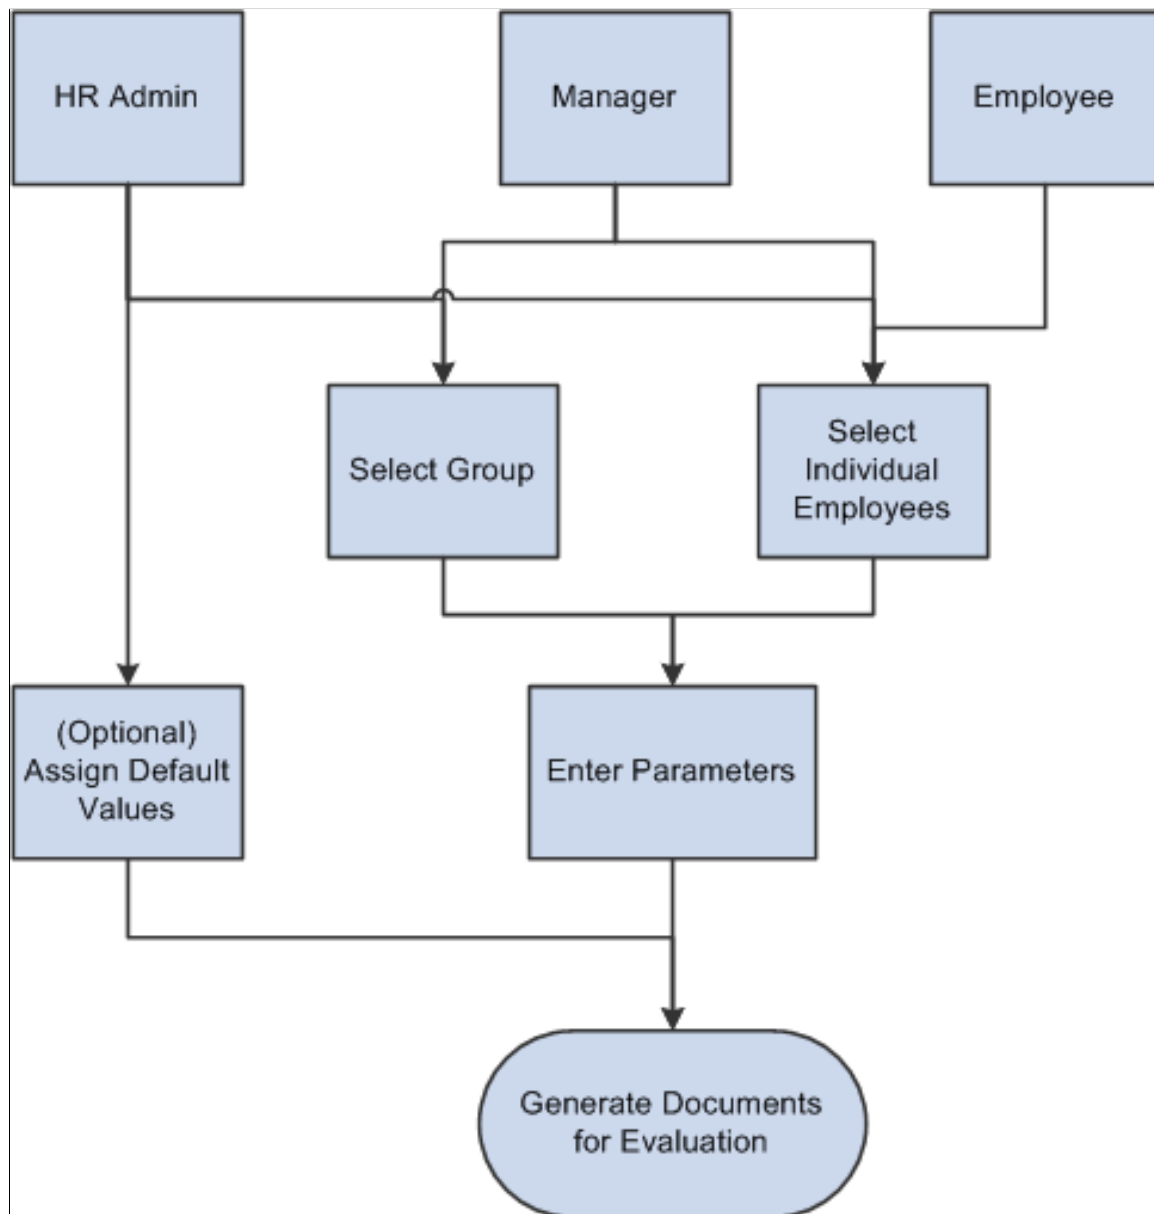 HR Admin
Manager
Employee
Select Group
Select
Individual
Employees
(Optional)
Assign Default
Values
Enter Parameters
Generate Documents
for Evaluation